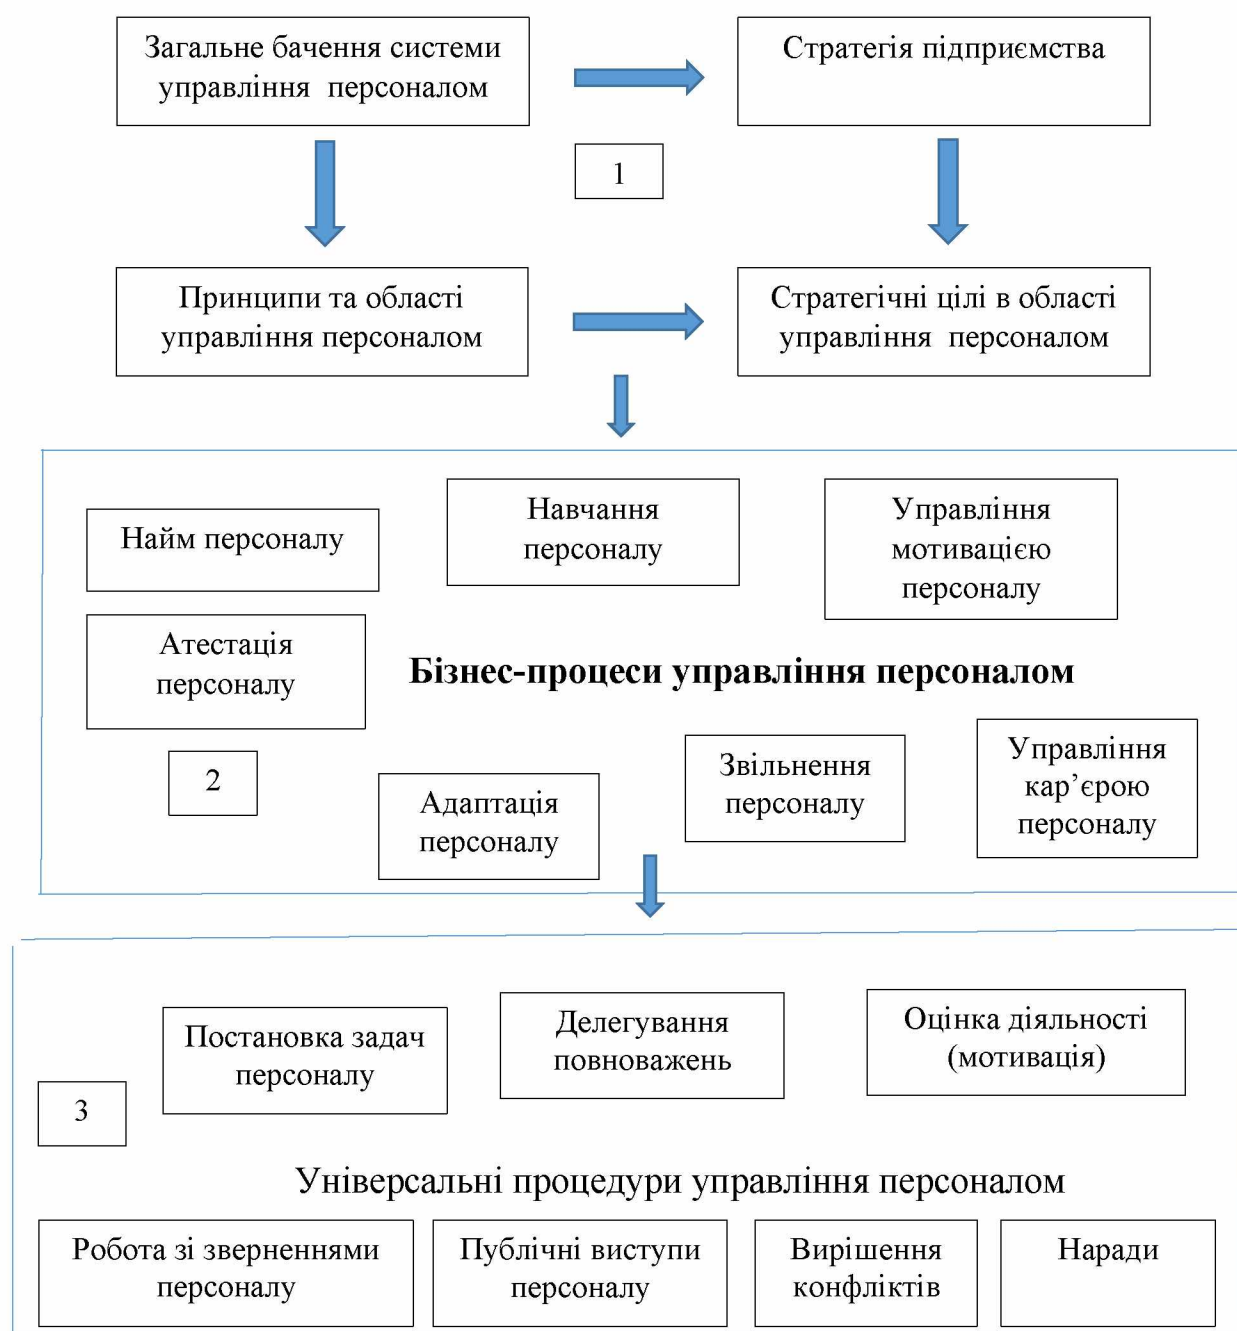 Загальне бачення системи
управління персоналом
Стратегія підприємства
1
Принципи та області
управління персоналом
Стратегічні цілі в області
управління персоналом
Найм персоналу
Навчання
персоналу
Управління
мотивацією
персоналу
Атестація
персоналу
Бізнес-процеси управління персоналом
2
Адаптація
персоналу
Звільнення
персоналу
Управління
кар’єрою
персоналу
Постановка задач
персоналу
Делегування
повноважень
Оцінка діяльності
(мотивація)
3
Універсальні процедури управління персоналом
Робота зі зверненнями
персоналу
Публічні виступи
персоналу
Вирішення
конфліктів
Наради